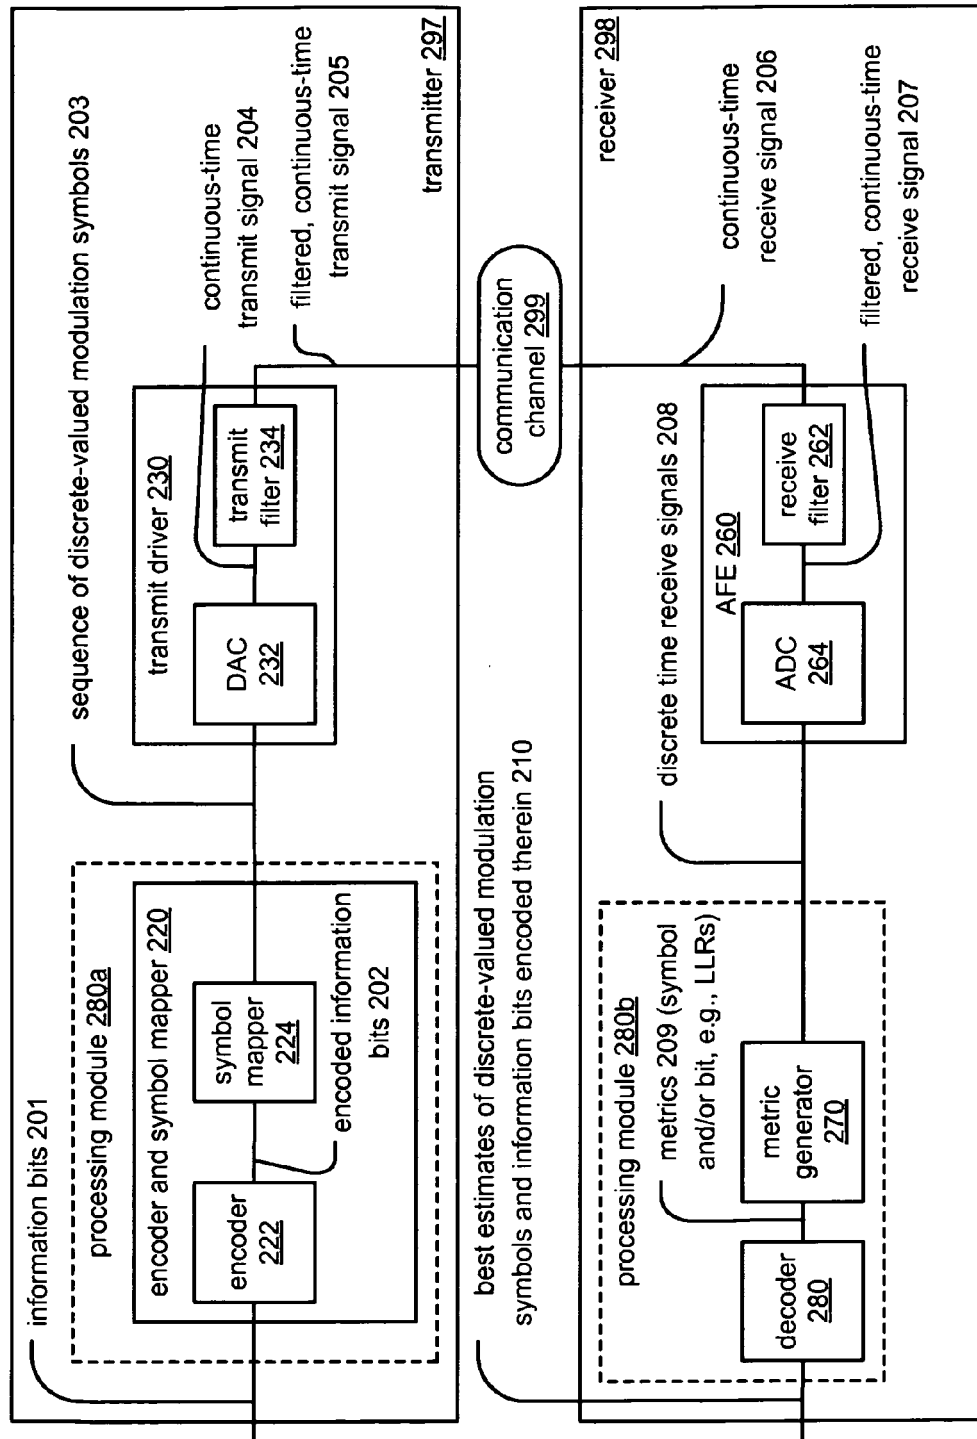 information bits 201
processing module 280a
encoder and symbol mapper 220
encoder
222
symbol
mapper
224
encoded information
bits 202
sequence of discrete-valued modulation symbols 203
transmit driver 230
DAC
232
transmit
filter 234
continuous-time
transmit signal 204
filtered, continuous-time
transmit signal 205
transmitter 297
communication
channel 299
best estimates of discrete-valued modulation
symbols and information bits encoded therein 210
processing module 280b
metrics 209 (symbol
and/or bit, e.g., LLRs)
decoder
280
metric
generator
270
discrete time receive signals 208
AFE 260
ADC
264
receive
filter 262
continuous-time
receive signal 206
filtered, continuous-time
receive signal 207
receiver 298